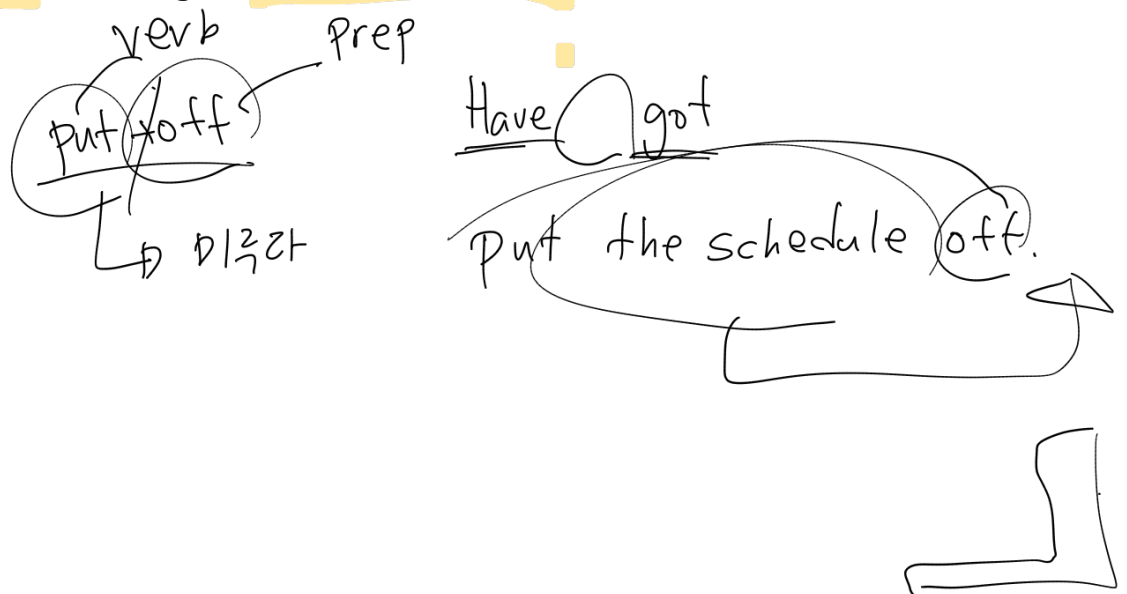 verb
prep
put + off
Have got
미루다
put the schedule off.